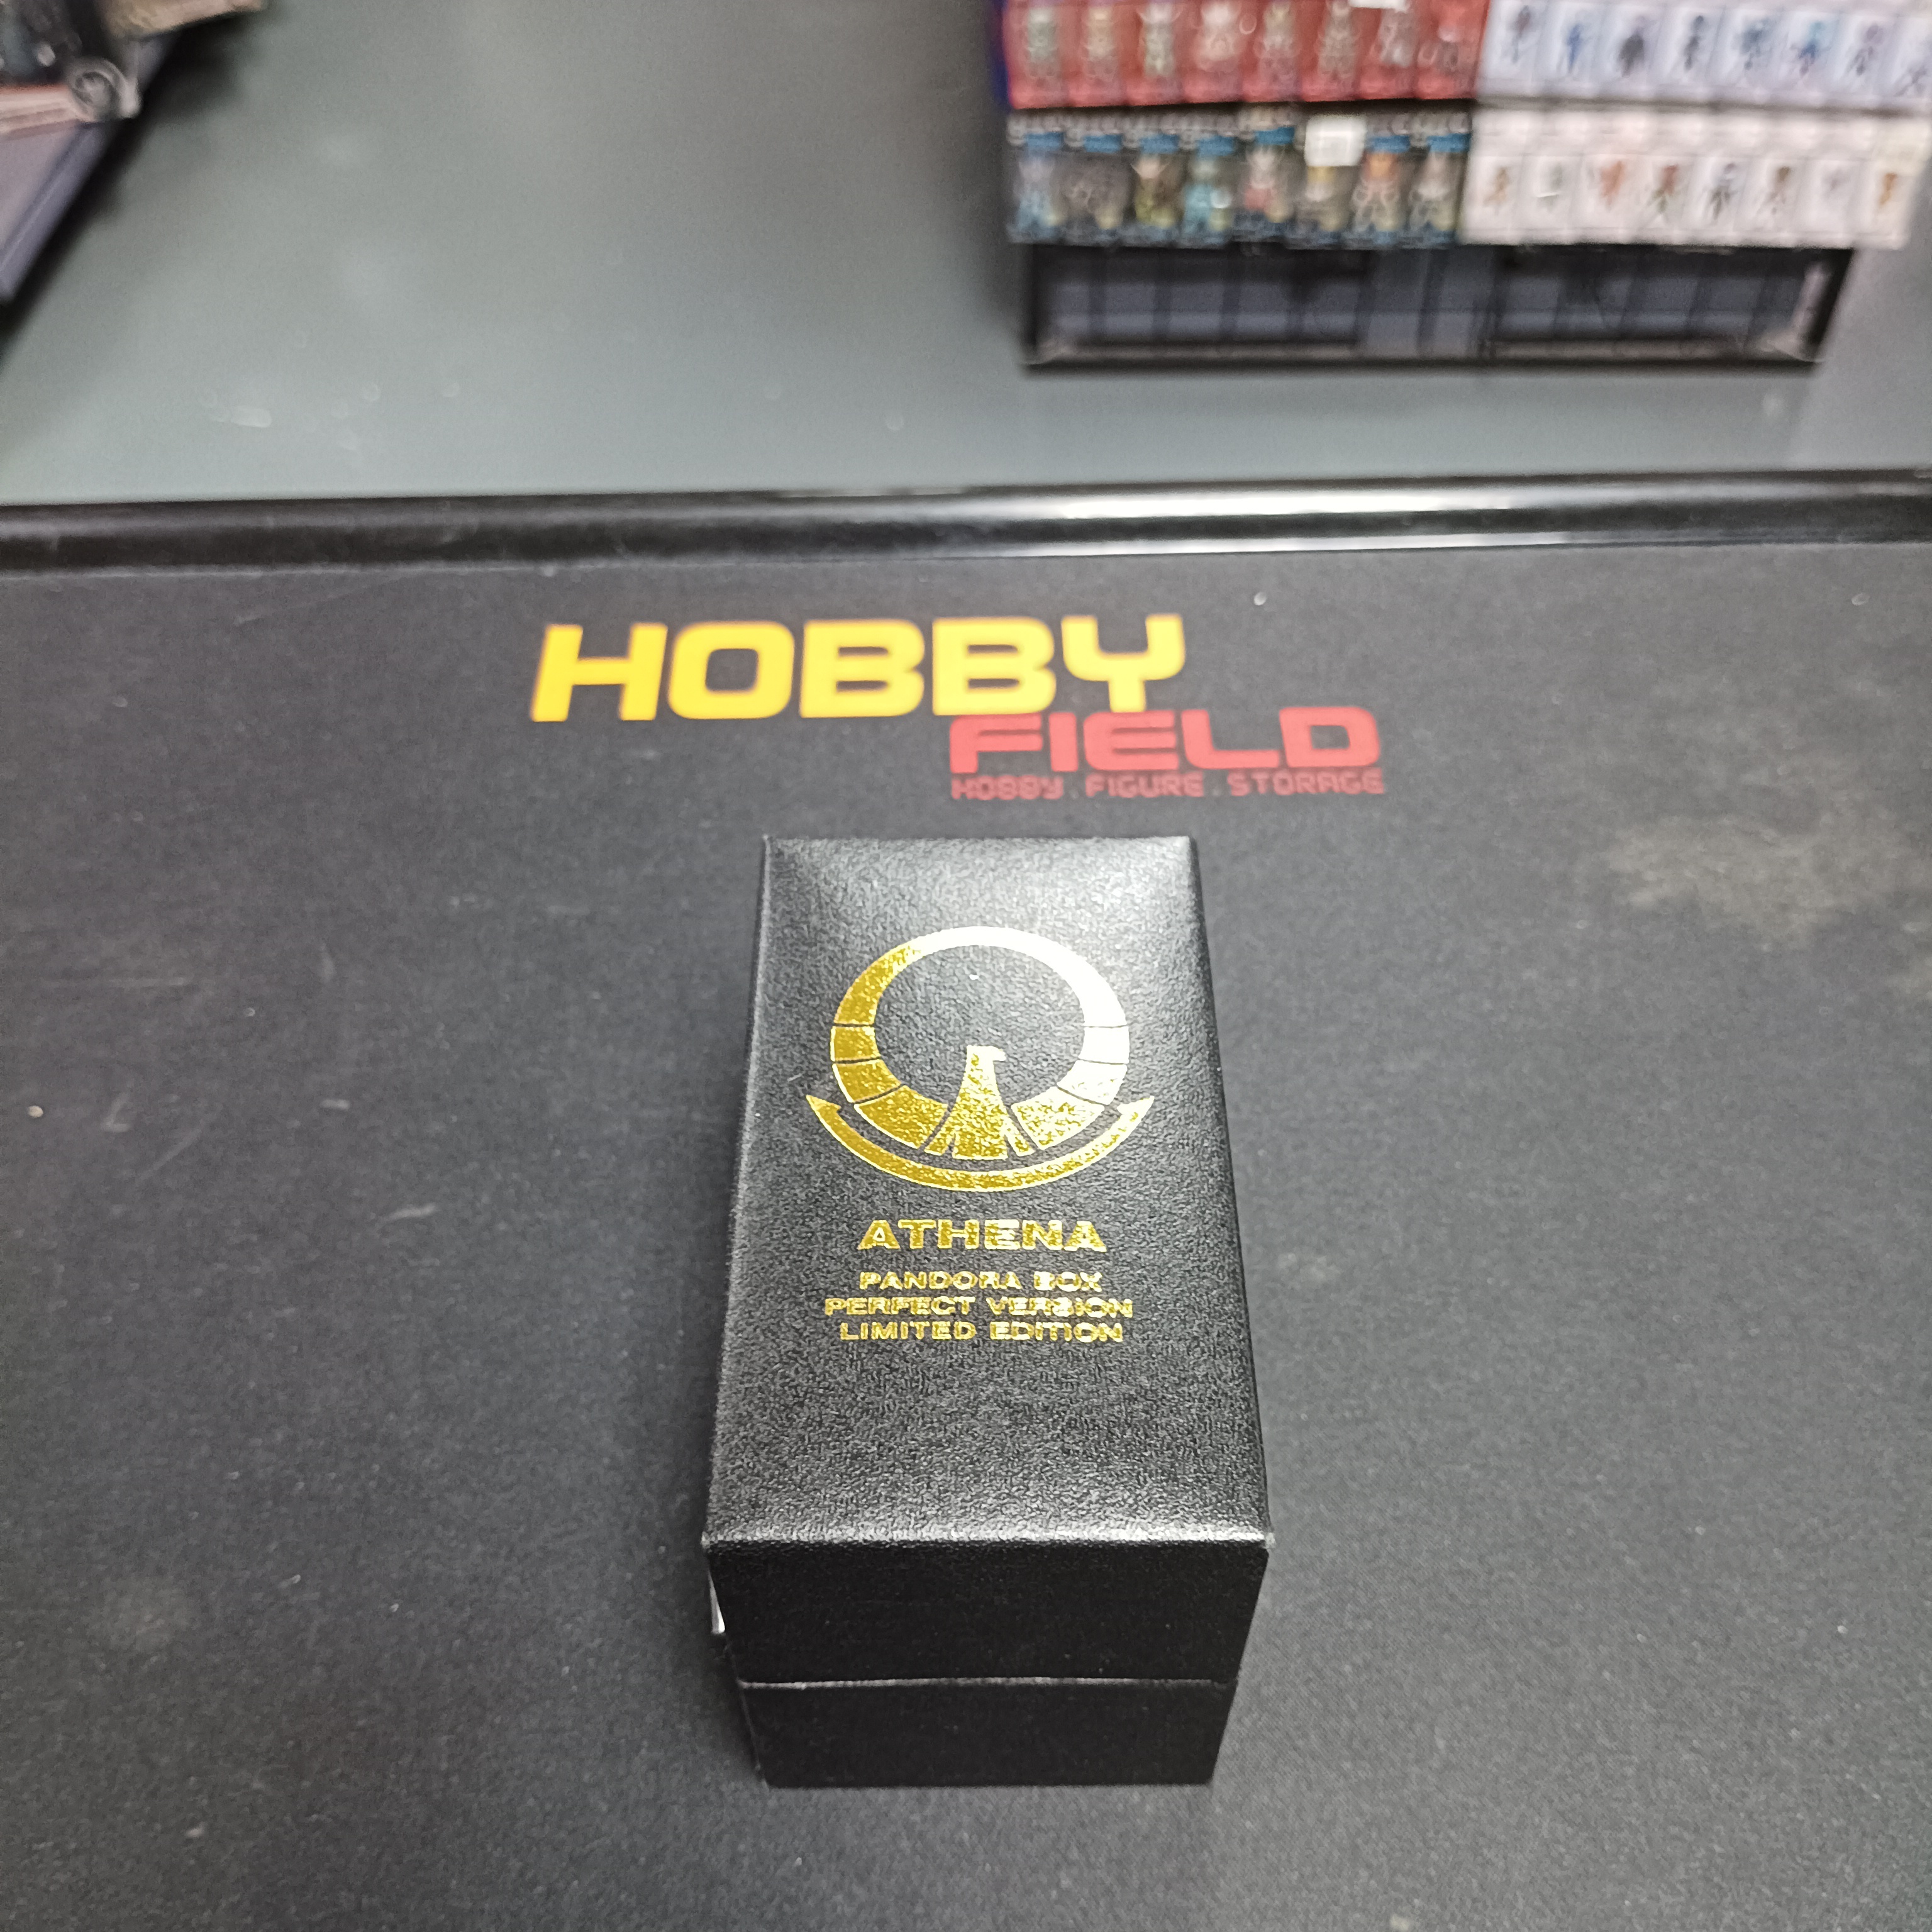 HOBBY
FIELD
HOBBY.FIGURE.STORAGE
ATHENA
PANDORA BOX
PERFECT VERSION
LIMITED EDITION